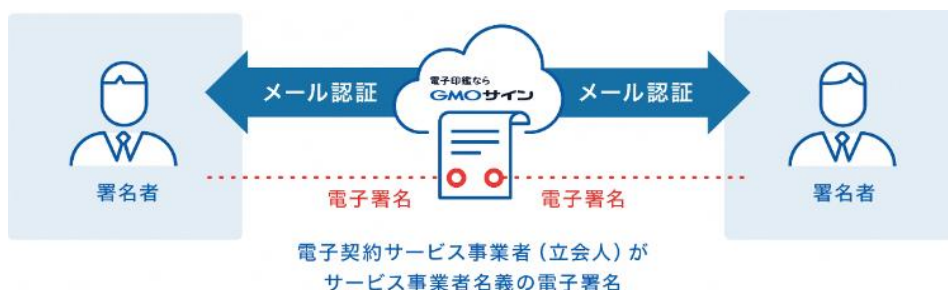 メール認証
電子印鑑なら
GMOサイン
メール認証
署名者
電子署名
電子署名
署名者
電子契約サービス事業者（立会人）が
サービス事業者名義の電子署名